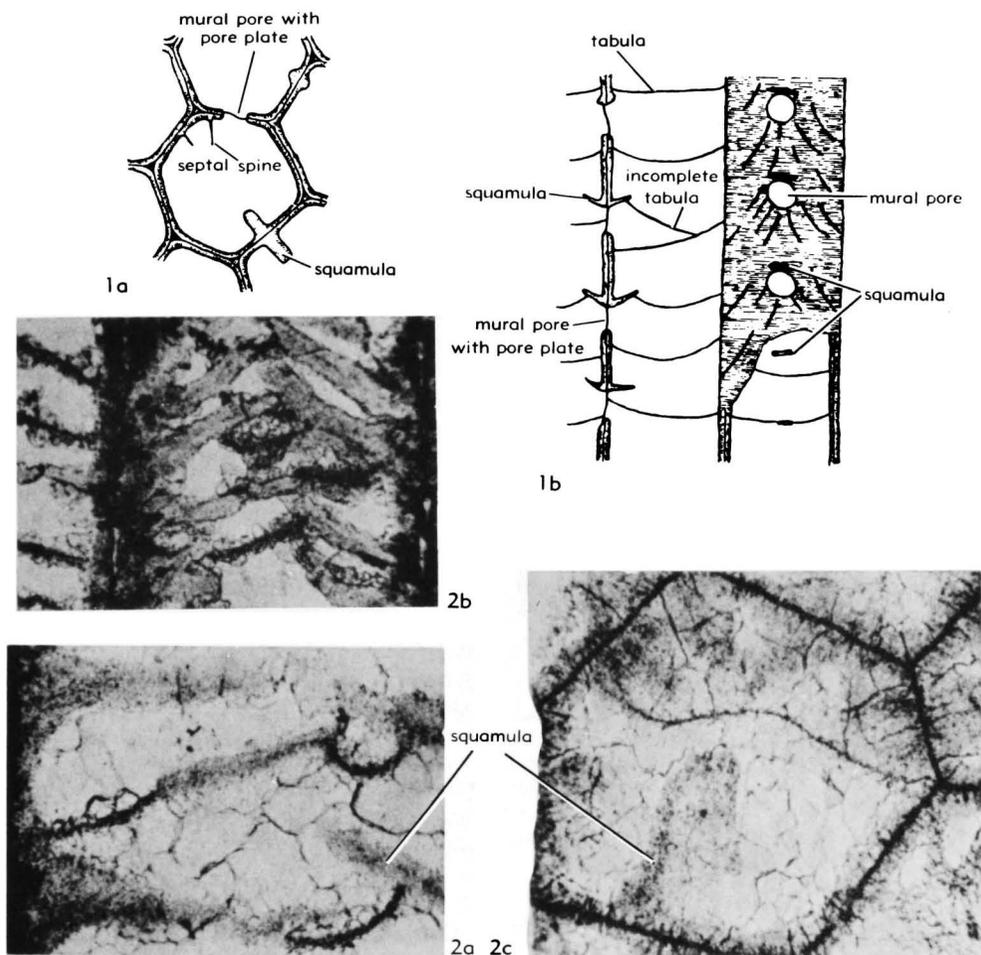 mural pore with
pore plate
septal spine
squamula
1a
tabula
squamula
incomplete
tabula
mural pore
squamula
mural pore
with pore plate
1b
2b
squamula
2a 2c